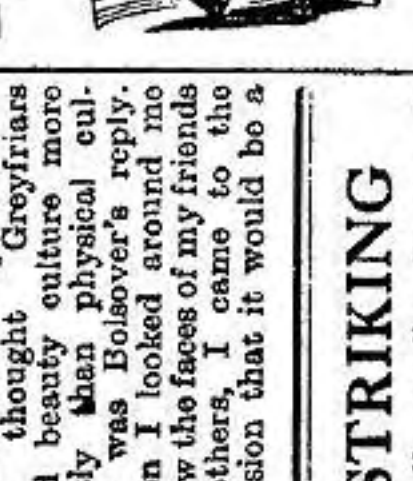 thought Greyfriars
beauty culture more
ly than physical cul-
was Bolsover's reply.
n I looked around me
w the faces of my friends
thers, I came to the
sion that it would be a
STRIKING